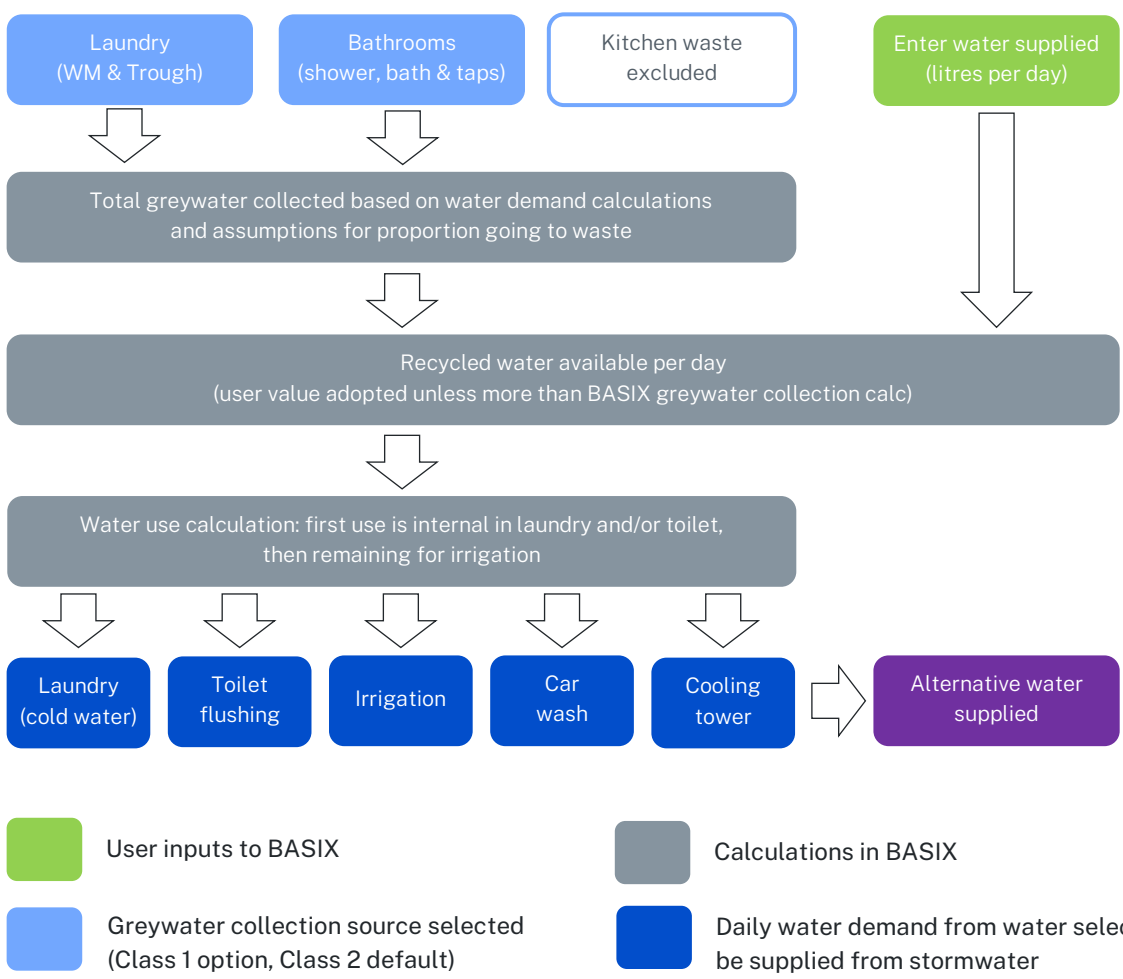 Laundry
(WM & Trough)
Bathrooms
(shower, bath & taps)
Kitchen waste
excluded
Enter water supplied
(litres per day)
Total greywater collected based on water demand calculations
and assumptions for proportion going to waste
Recycled water available per day
(user value adopted unless more than BASIX greywater collection calc)
Water use calculation: first use is internal in laundry and/or toilet,
then remaining for irrigation
Laundry
(cold water)
Toilet
flushing
Irrigation
Car
wash
Cooling
tower
Alternative water
supplied
User inputs to BASIX
Calculations in BASIX
Greywater collection source selected
(Class 1 option, Class 2 default)
Daily water demand from water
be supplied from stormwater